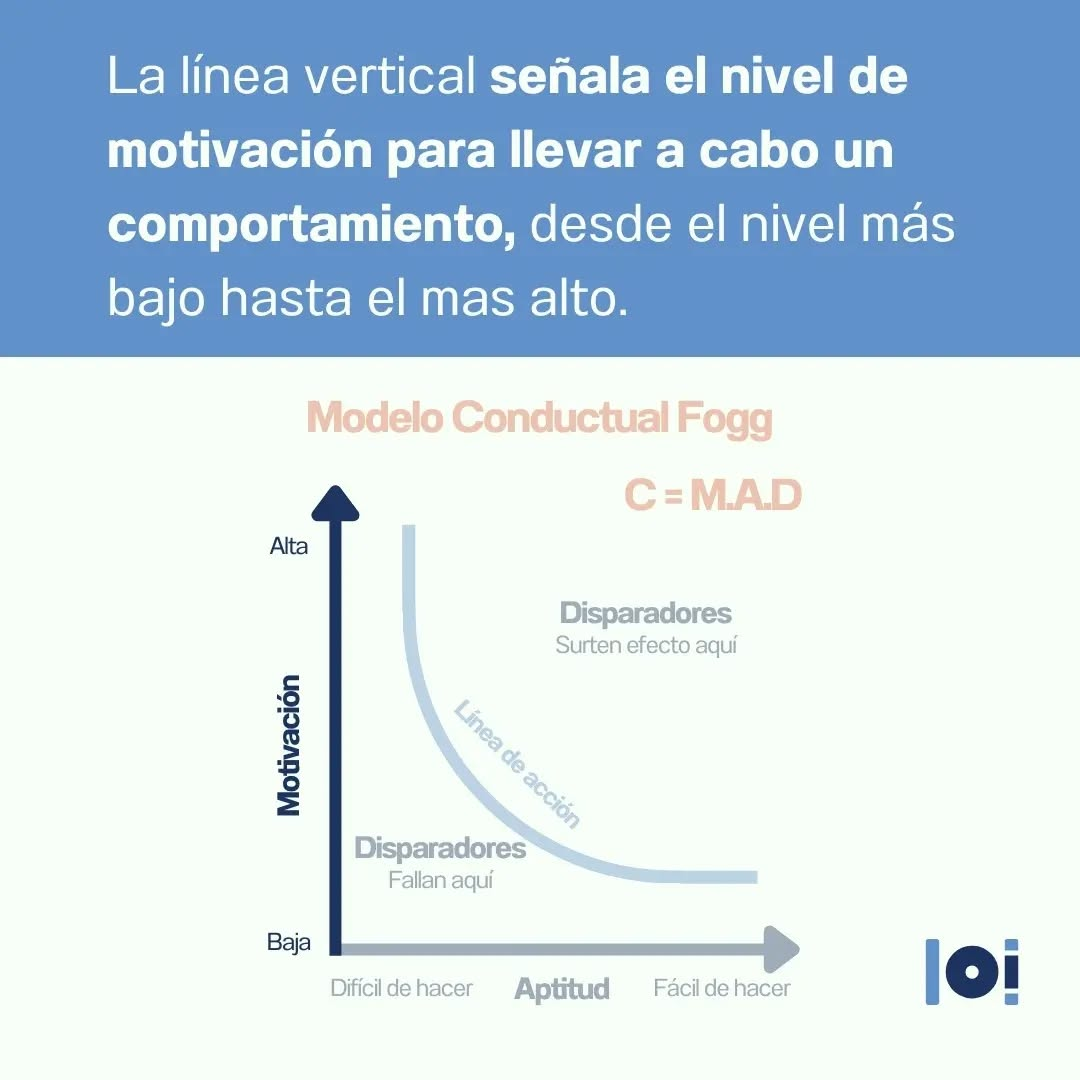 La línea vertical señala el nivel de
motivación para llevar a cabo un
comportamiento, desde el nivel más
bajo hasta el mas alto.
Modelo Conductual Fogg
C = M.A.D
Alta
Disparadores
Surten efecto aquí
Motivación
Línea de acción
Disparadores
Fallan aquí
Baja
Difícil de hacer
Aptitud
Fácil de hacer
loi